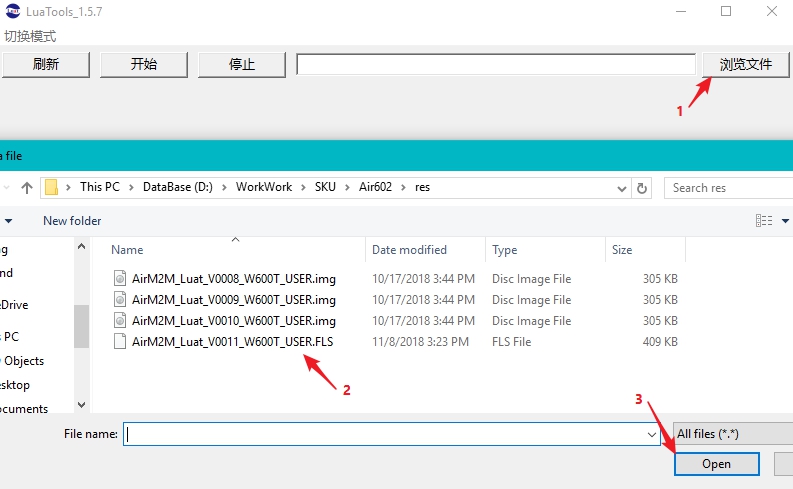 LuaTools_1.5.7
切换模式
刷新 开始 停止 浏览文件
1
file
This PC > DataBase (D:) > WorkWork > SKU > Air602 > res Search res
New folder
Name Date modified Type Size
AirM2M_Luat_V0008_W600T_USER.img 10/17/2018 3:44 PM Disc Image File 305 KB
AirM2M_Luat_V0009_W600T_USER.img 10/17/2018 3:44 PM Disc Image File 305 KB
eDrive
AirM2M_Luat_V0010_W600T_USER.img 10/17/2018 3:44 PM Disc Image File 305 KB
PC AirM2M_Luat_V0011_W600T_USER.FLS 11/8/2018 3:23 PM FLS File 409 KB
Objects
esktop
2
3
ocuments
File name: All files (*.*)
Open